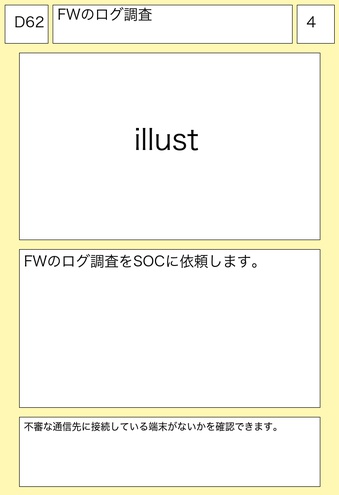 D62
FWのログ調査
4
illust
FWのログ調査をSOCに依頼します。
不審な通信先に接続している端末がないかを確認できます。